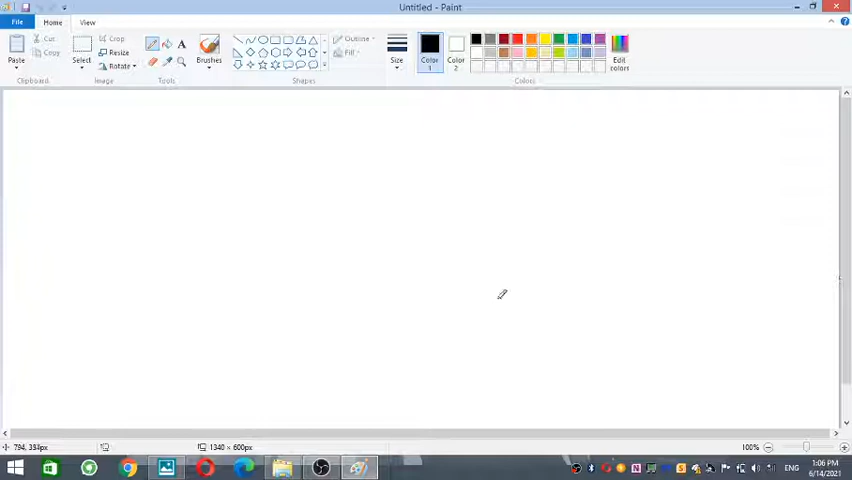 Untitled - Paint
File Home View
Paste
Cut
Copy
Clipboard
Select
Crop
Resize
Rotate
Image
A
Tools
Brushes
Shapes
Outline
Fill
Size
Color 1
Color 2
Edit colors
Colors
1340 × 600px
100%
ENG
1:06 PM
6/14/2021